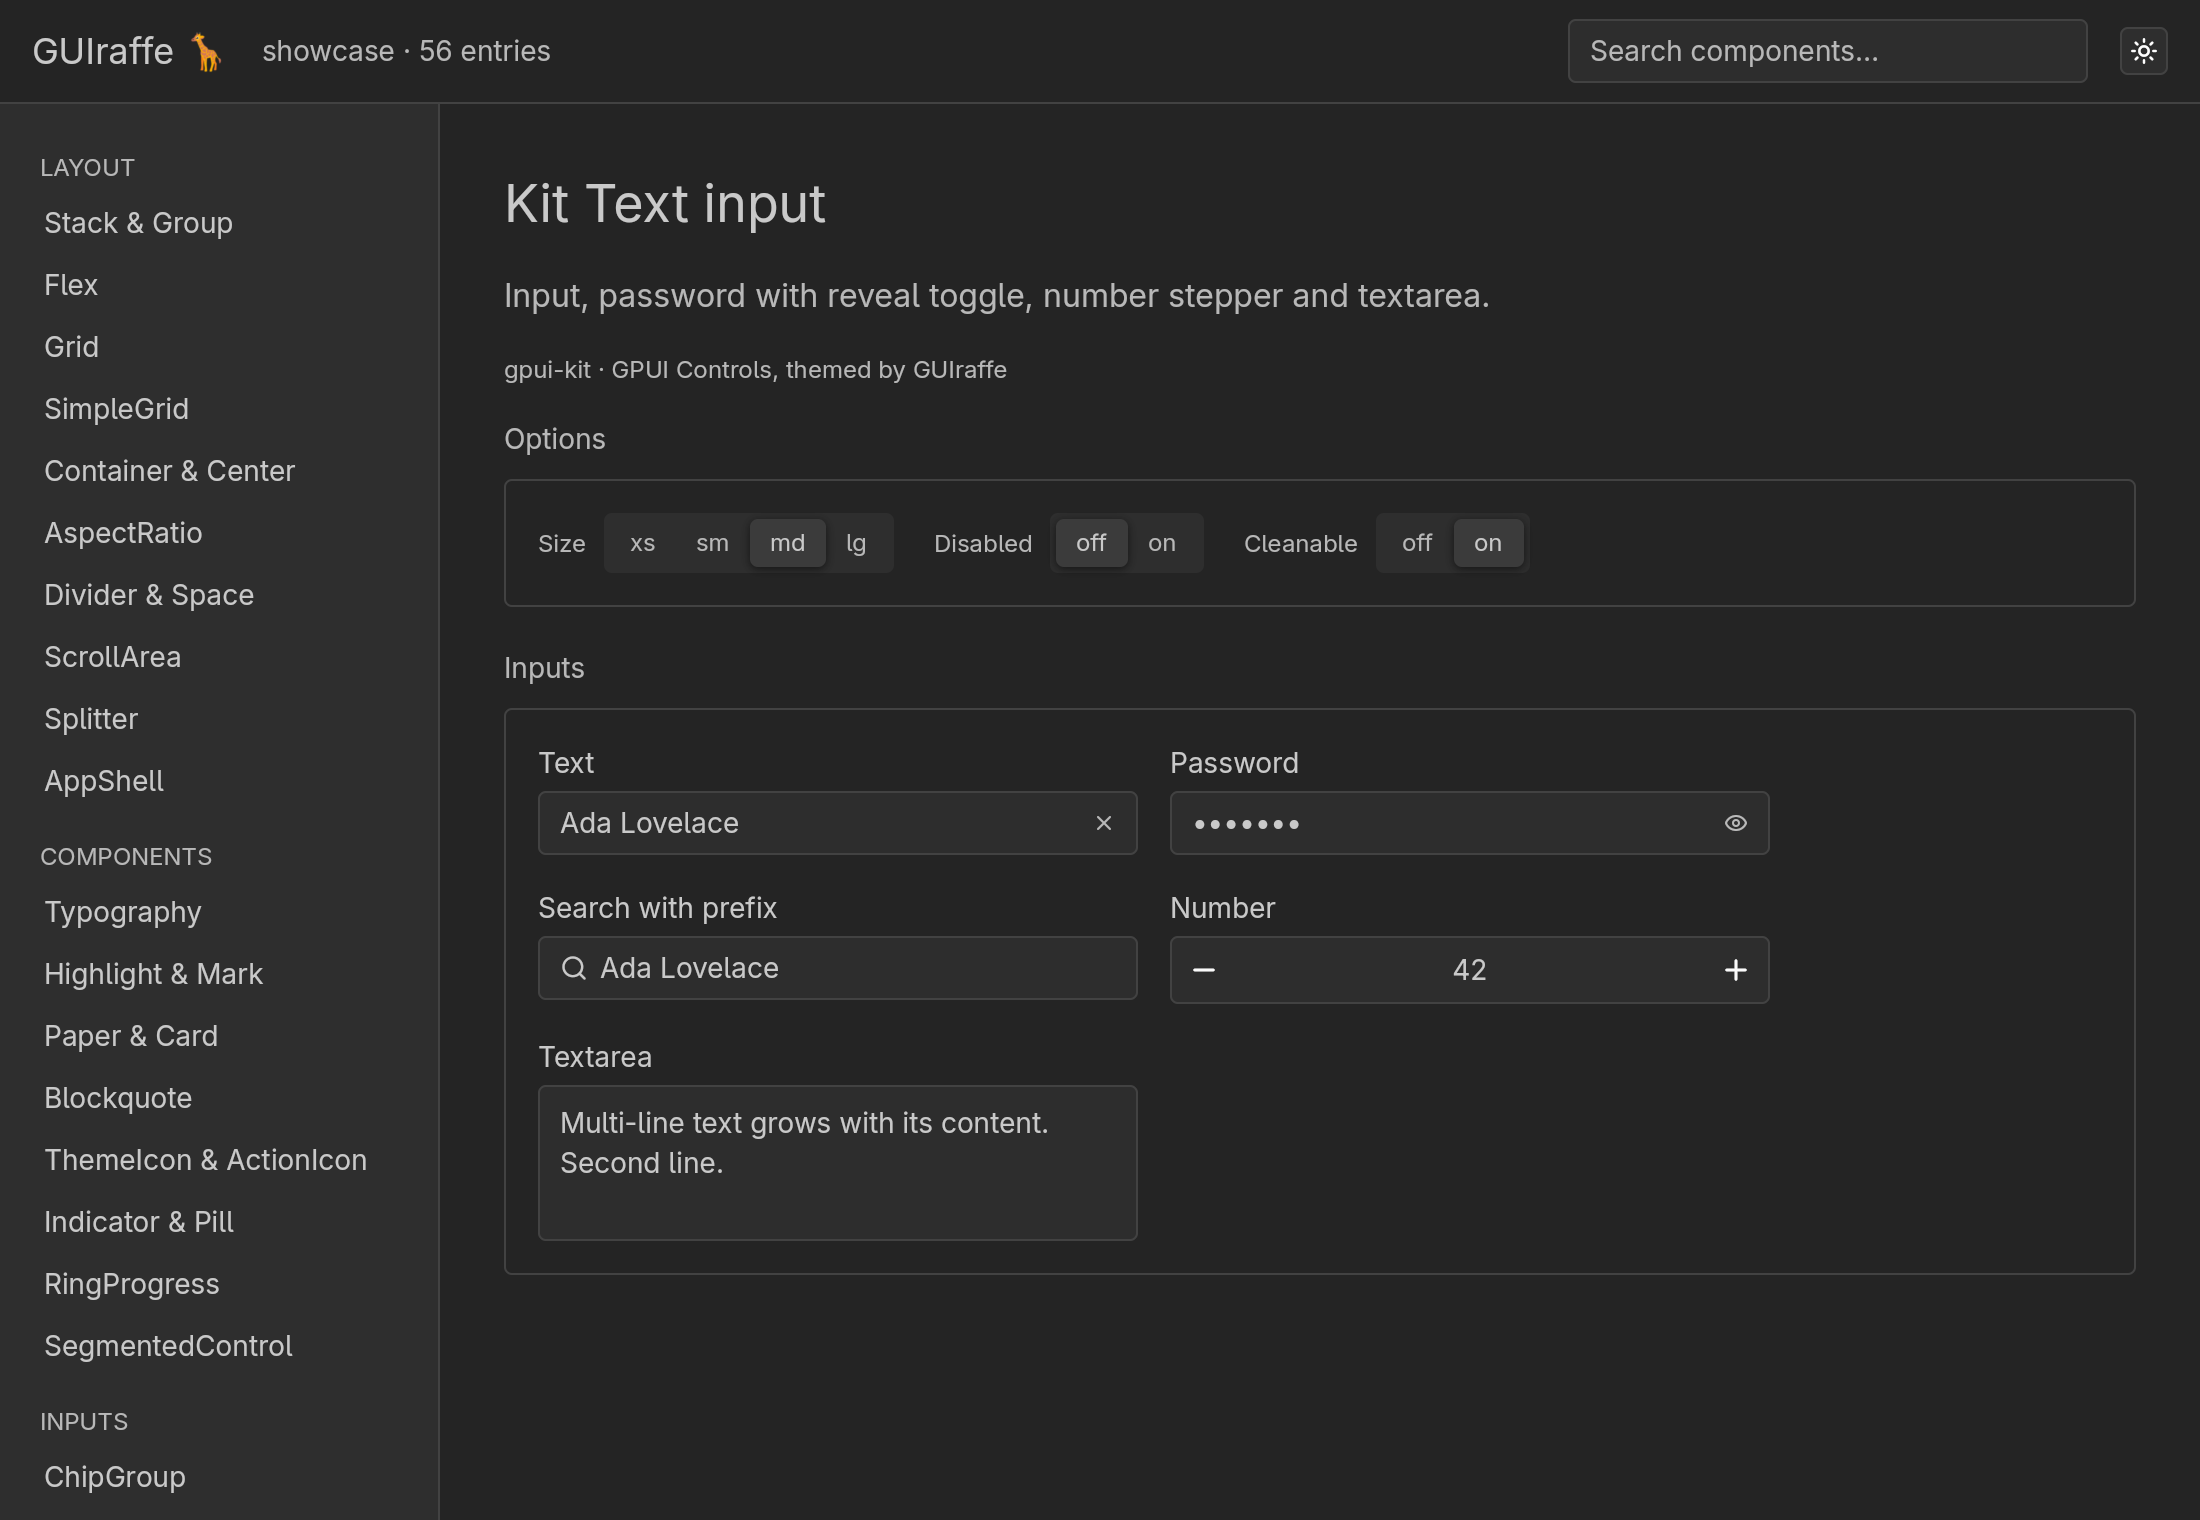 GUIraffe 🦒 showcase · 56 entries
Search components...
LAYOUT
Stack & Group
Flex
Grid
SimpleGrid
Container & Center
AspectRatio
Divider & Space
ScrollArea
Splitter
AppShell
COMPONENTS
Typography
Highlight & Mark
Paper & Card
Blockquote
ThemeIcon & ActionIcon
Indicator & Pill
RingProgress
SegmentedControl
INPUTS
ChipGroup
Kit Text input
Input, password with reveal toggle, number stepper and textarea.
gpui-kit · GPUI Controls, themed by GUIraffe
Options
Size xs sm md lg Disabled off on Cleanable off on
Inputs
Text
Ada Lovelace
Password
•••••••
Search with prefix
Ada Lovelace
Number
42
Textarea
Multi-line text grows with its content.
Second line.